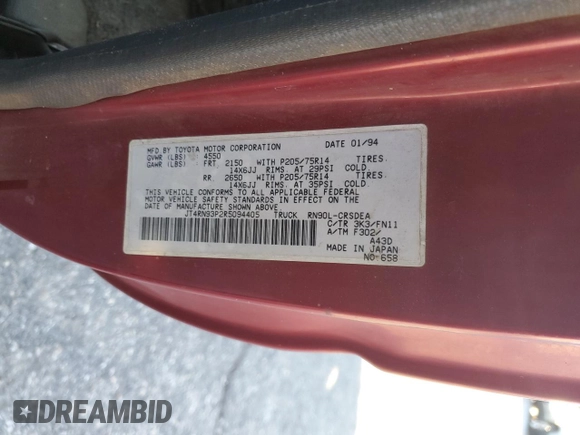 MFD BY TOYOTA MOTOR CORPORATION DATE 01/94
GVWR (LBS) 4550
GAWR (LBS) FRT. 2150 WITH P205/75R14 TIRES.
14X6JJ RIMS. AT 29PSI COLD
RR. 2650 WITH P205/75R14 TIRES.
14X6JJ RIMS. AT 35PSI COLD
THIS VEHICLE CONFORMS TO ALL APPLICABLE FEDERAL
MOTOR VEHICLE SAFETY STANDARDS IN EFFECT ON THE
DATE OF MANUFACTURE SHOWN ABOVE.
JT4RN93P2R5094405 TRUCK RN90L-CRSDEA
C/TR 3K3/FN11
A/TM F302/
A43D
MADE IN JAPAN
NO-658
DREAMBID